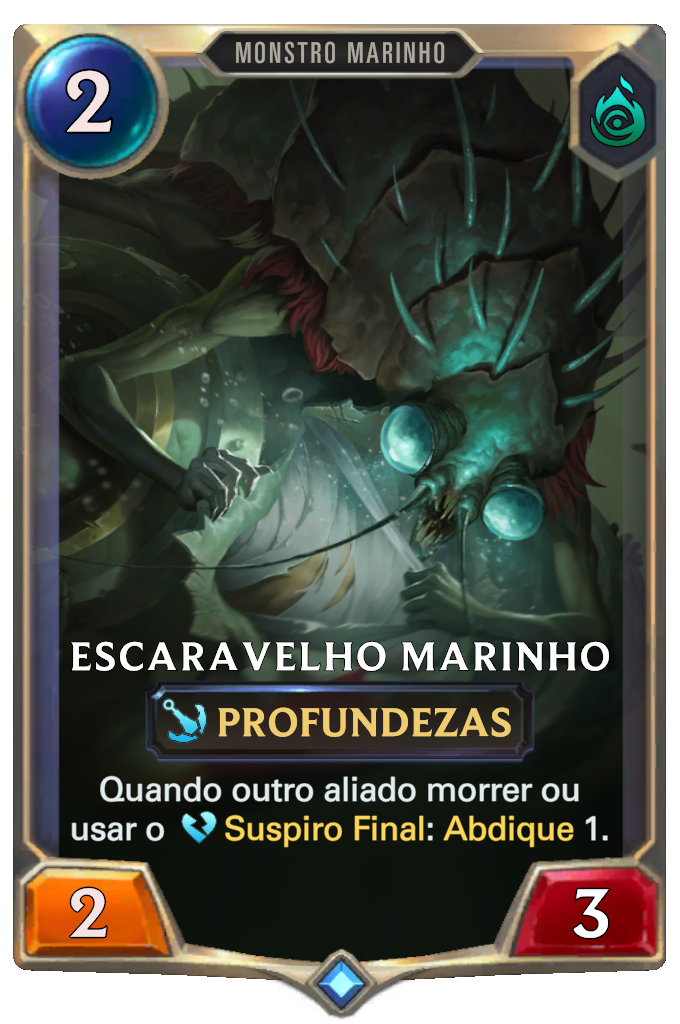 2
MONSTRO MARINHO
ESCARAVELHO MARINHO
PROFUNDEZAS
Quando outro aliado morrer ou
usar o Suspiro Final: Abdique 1.
2
3